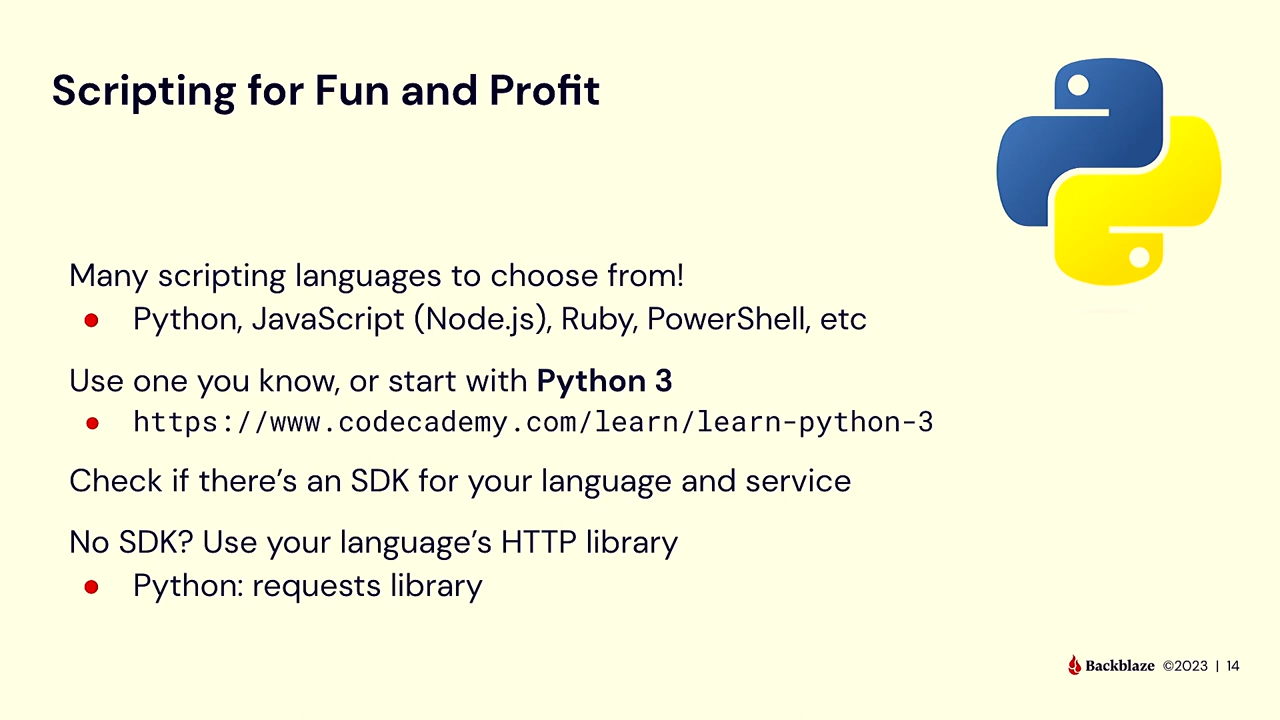 Scripting for Fun and Profit
Many scripting languages to choose from!
● Python, JavaScript (Node.js), Ruby, PowerShell, etc
Use one you know, or start with Python 3
● https://www.codecademy.com/learn/learn-python-3
Check if there’s an SDK for your language and service
No SDK? Use your language’s HTTP library
● Python: requests library
Backblaze ©2023 | 14